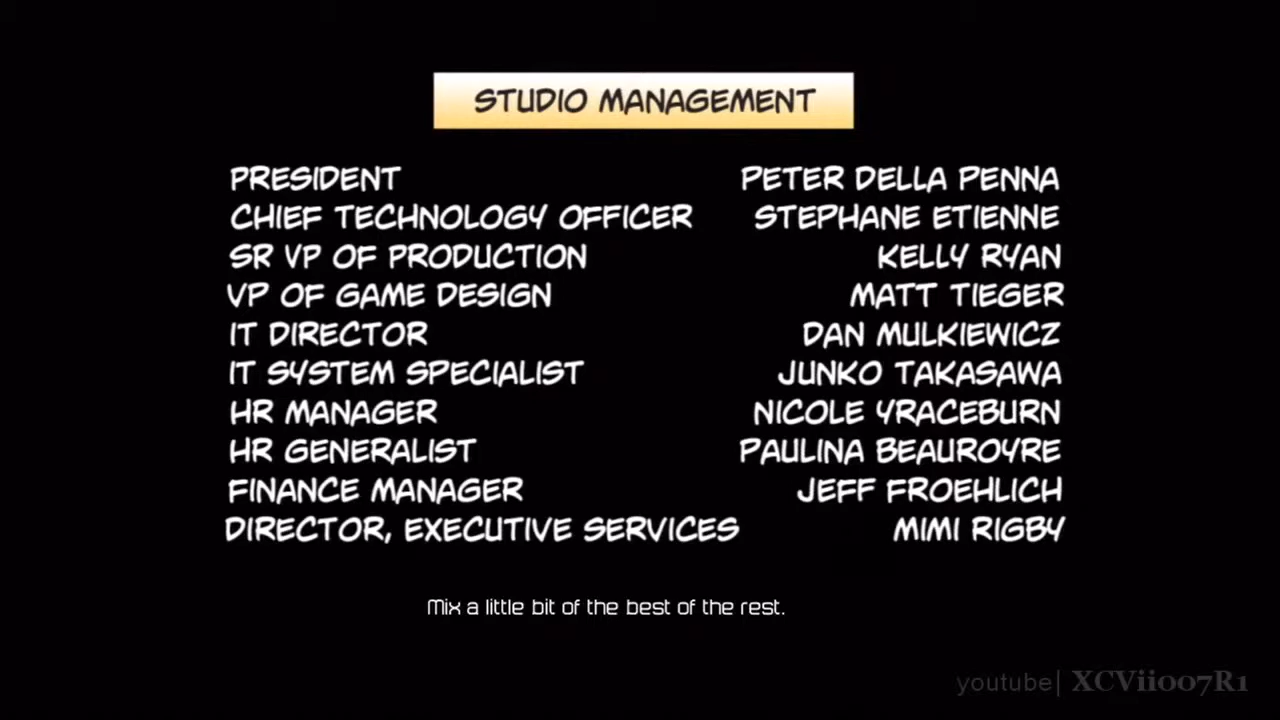 STUDIO MANAGEMENT
PRESIDENT PETER DELLA PENNA
CHIEF TECHNOLOGY OFFICER STEPHANE ETIENNE
SR VP OF PRODUCTION KELLY RYAN
VP OF GAME DESIGN MATT TIEGER
IT DIRECTOR DAN MULKIEWICZ
IT SYSTEM SPECIALIST JUNKO TAKASAWA
HR MANAGER NICOLE YRACEBURN
HR GENERALIST PAULINA BEAUROYRE
FINANCE MANAGER JEFF FROEHLICH
DIRECTOR, EXECUTIVE SERVICES MIMI RIGBY
Mix a little bit of the best of the rest.
youtube| XCVii007R1